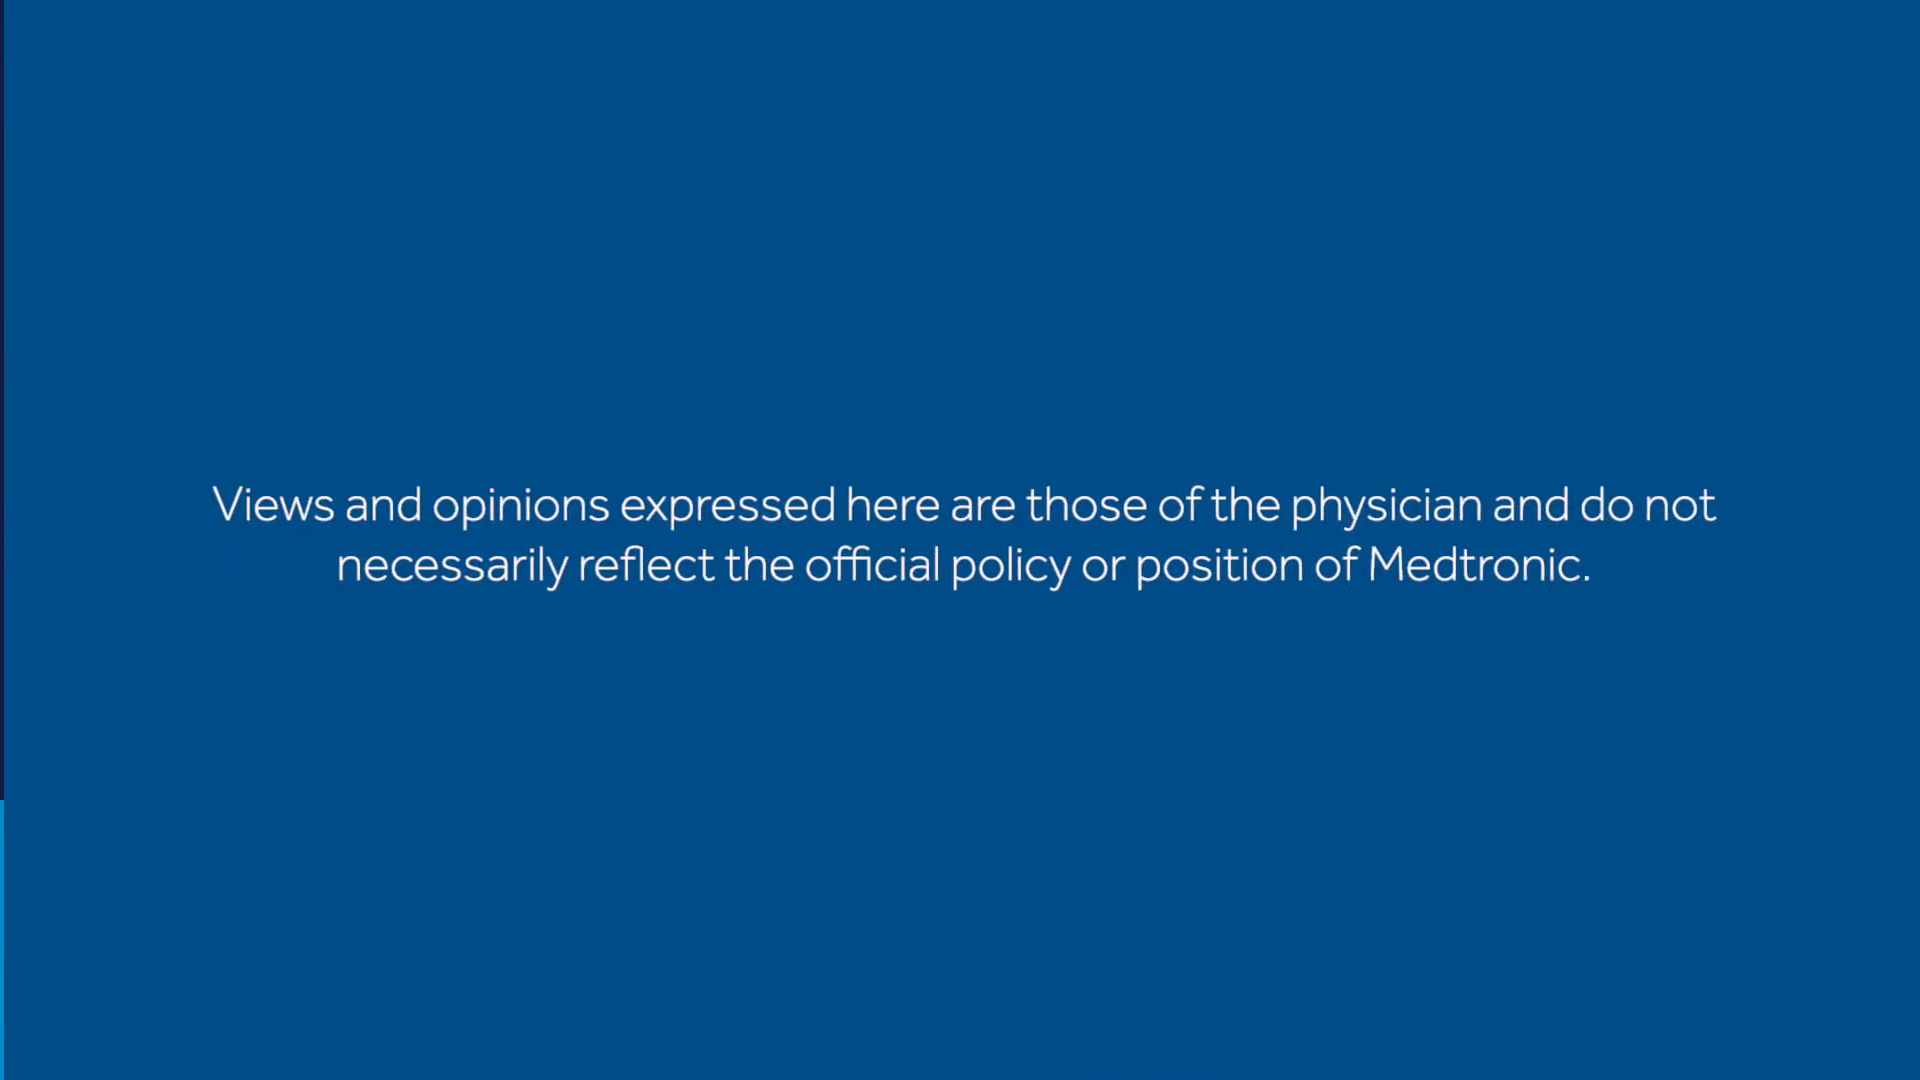 Views and opinions expressed here are those of the physician and do not
necessarily reflect the official policy or position of Medtronic.